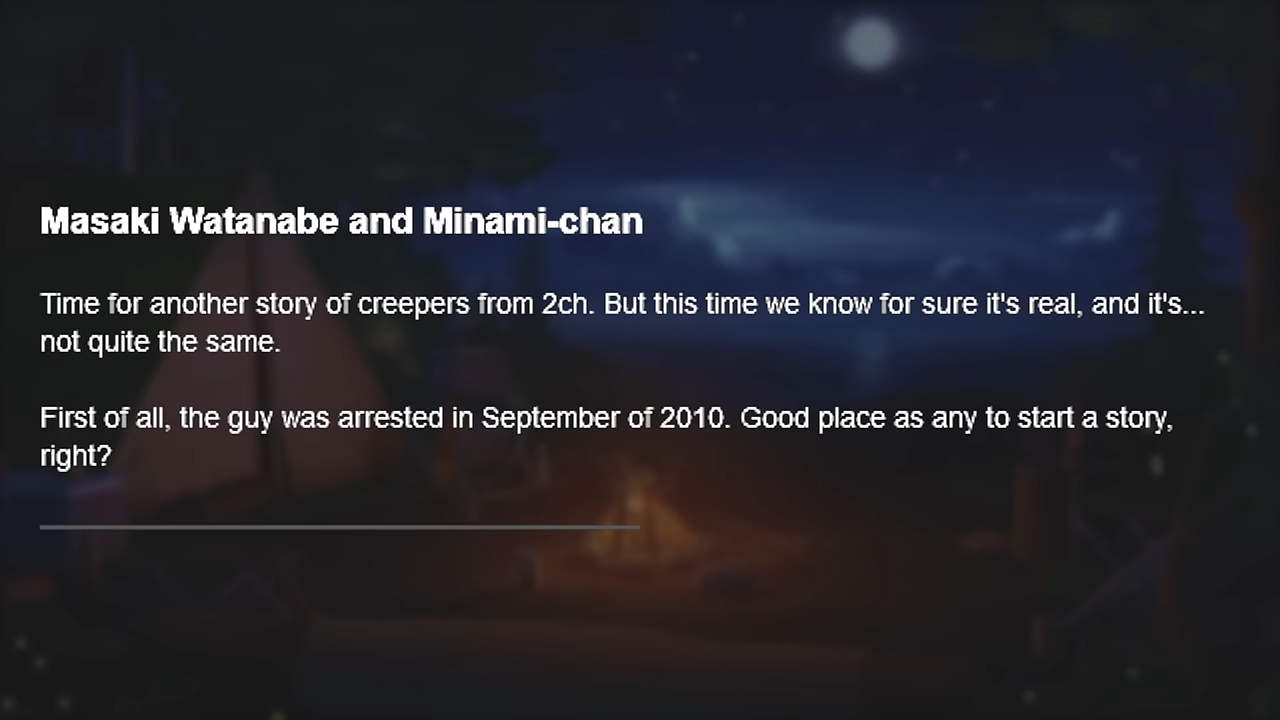 Masaki Watanabe and Minami-chan
Time for another story of creepers from 2ch. But this time we know for sure it's real, and it's...
not quite the same.
First of all, the guy was arrested in September of 2010. Good place as any to start a story,
right?